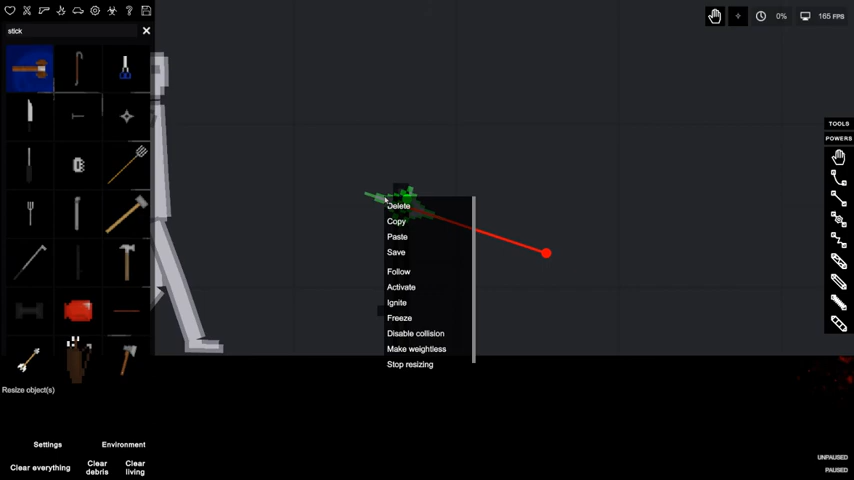 stick
0%
165 FPS
TOOLS
POWERS
Delete
Copy
Paste
Save
Follow
Activate
Ignite
Freeze
Disable collision
Make weightless
Stop resizing
Resize object(s)
Settings
Environment
Clear everything
Clear debris
Clear living
UNPAUSED
PAUSED